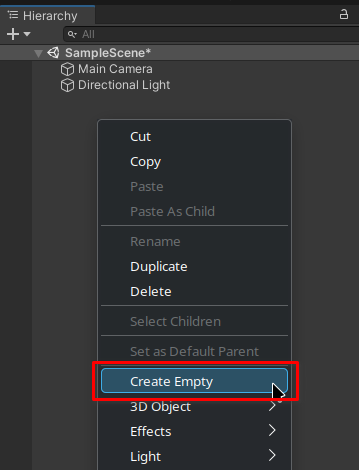 Hierarchy
All
SampleScene*
Main Camera
Directional Light
Cut
Copy
Paste
Paste As Child
Rename
Duplicate
Delete
Select Children
Set as Default Parent
Create Empty
3D Object
Effects
Light